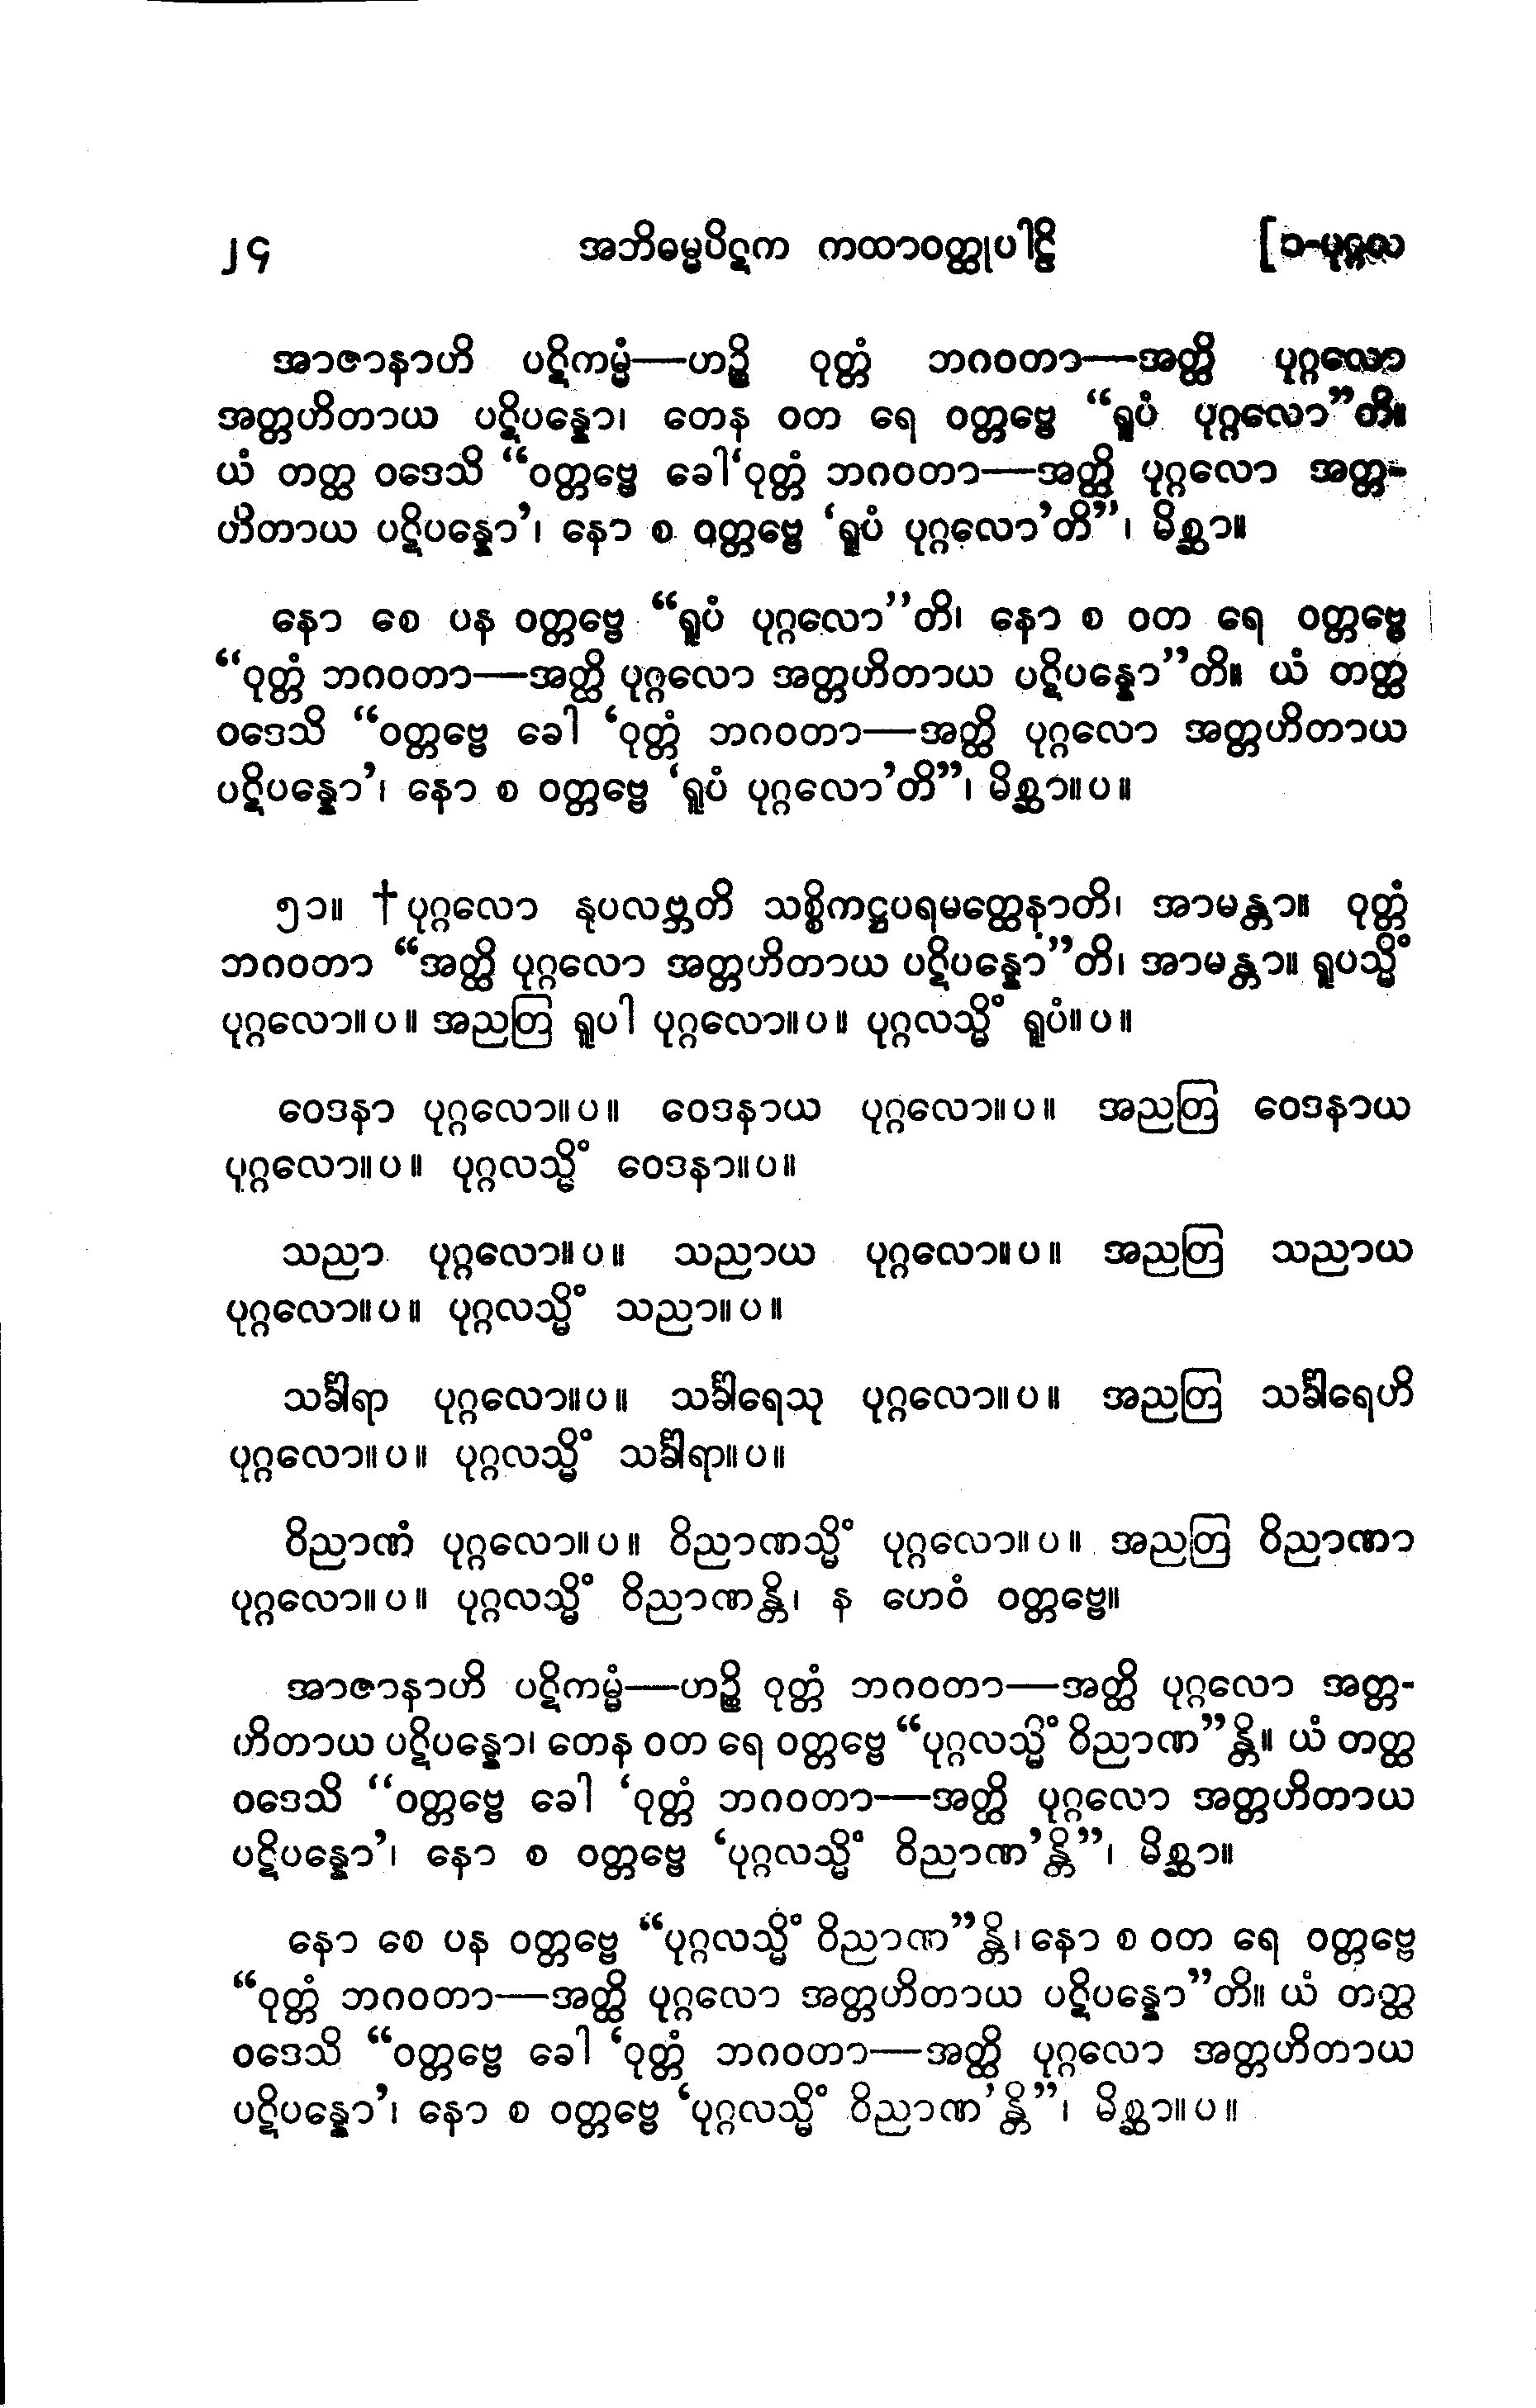 ၂၄ အဘိဓမ္မပိဋက ကထာဝတ္ထုပါဠိ [၁-ပုဂ္ဂလ
အာဇာနာဟိ ပဋိကမ္မံ—ဟဉ္စိ ဝုတ္တံ ဘဂဝတာ—အတ္ထိ ပုဂ္ဂလော
အတ္တဟိတာယ ပဋိပန္နော၊ တေန ဝတ ရေ ဝတ္တဗ္ဗေ “ရူပံ ပုဂ္ဂလော”တိ။
ယံ တတ္ထ ဝဒေသိ “ဝတ္တဗ္ဗေ ခေါ‘ဝုတ္တံ ဘဂဝတာ—အတ္ထိ ပုဂ္ဂလော အတ္တ-
ဟိတာယ ပဋိပန္နော’၊ နော စ ဝတ္တဗ္ဗေ ‘ရူပံ ပုဂ္ဂလော’တိ”၊ မိစ္ဆာ။
နော စေ ပန ဝတ္တဗ္ဗေ “ရူပံ ပုဂ္ဂလော”တိ၊ နော စ ဝတ ရေ ဝတ္တဗ္ဗေ
“ဝုတ္တံ ဘဂဝတာ—အတ္ထိ ပုဂ္ဂလော အတ္တဟိတာယ ပဋိပန္နော”တိ။ ယံ တတ္ထ
ဝဒေသိ “ဝတ္တဗ္ဗေ ခေါ ‘ဝုတ္တံ ဘဂဝတာ—အတ္ထိ ပုဂ္ဂလော အတ္တဟိတာယ
ပဋိပန္နော’၊ နော စ ဝတ္တဗ္ဗေ ‘ရူပံ ပုဂ္ဂလော’တိ”၊ မိစ္ဆာ။ပ။
၅၁။ †ပုဂ္ဂလော နုပလဗ္ဘတိ သစ္စိကဋ္ဌပရမတ္ထေနာတိ၊ အာမန္တာ။ ဝုတ္တံ
ဘဂဝတာ “အတ္ထိ ပုဂ္ဂလော အတ္တဟိတာယ ပဋိပန္နော”တိ၊ အာမန္တာ။ ရူပသ္မိံ
ပုဂ္ဂလော။ပ။ အညတြ ရူပါ ပုဂ္ဂလော။ပ။ ပုဂ္ဂလသ္မိံ ရူပံ။ပ။
ဝေဒနာ ပုဂ္ဂလော။ပ။ ဝေဒနာယ ပုဂ္ဂလော။ပ။ အညတြ ဝေဒနာယ
ပုဂ္ဂလော။ပ။ ပုဂ္ဂလသ္မိံ ဝေဒနာ။ပ။
သညာ ပုဂ္ဂလော။ပ။ သညာယ ပုဂ္ဂလော။ပ။ အညတြ သညာယ
ပုဂ္ဂလော။ပ။ ပုဂ္ဂလသ္မိံ သညာ။ပ။
သင်္ခါရာ ပုဂ္ဂလော။ပ။ သင်္ခါရေသု ပုဂ္ဂလော။ပ။ အညတြ သင်္ခါရေဟိ
ပုဂ္ဂလော။ပ။ ပုဂ္ဂလသ္မိံ သင်္ခါရာ။ပ။
ဝိညာဏံ ပုဂ္ဂလော။ပ။ ဝိညာဏသ္မိံ ပုဂ္ဂလော။ပ။ အညတြ ဝိညာဏာ
ပုဂ္ဂလော။ပ။ ပုဂ္ဂလသ္မိံ ဝိညာဏန္တိ၊ န ဟေဝံ ဝတ္တဗ္ဗေ။
အာဇာနာဟိ ပဋိကမ္မံ—ဟဉ္စိ ဝုတ္တံ ဘဂဝတာ—အတ္ထိ ပုဂ္ဂလော အတ္တ-
ဟိတာယ ပဋိပန္နော၊ တေန ဝတ ရေ ဝတ္တဗ္ဗေ “ပုဂ္ဂလသ္မိံ ဝိညာဏ”န္တိ။ ယံ တတ္ထ
ဝဒေသိ “ဝတ္တဗ္ဗေ ခေါ ‘ဝုတ္တံ ဘဂဝတာ—အတ္ထိ ပုဂ္ဂလော အတ္တဟိတာယ
ပဋိပန္နော’၊ နော စ ဝတ္တဗ္ဗေ ‘ပုဂ္ဂလသ္မိံ ဝိညာဏ’န္တိ”၊ မိစ္ဆာ။
နော စေ ပန ဝတ္တဗ္ဗေ “ပုဂ္ဂလသ္မိံ ဝိညာဏ”န္တိ၊ နော စ ဝတ ရေ ဝတ္တဗ္ဗေ
“ဝုတ္တံ ဘဂဝတာ—အတ္ထိ ပုဂ္ဂလော အတ္တဟိတာယ ပဋိပန္နော”တိ။ ယံ တတ္ထ
ဝဒေသိ “ဝတ္တဗ္ဗေ ခေါ ‘ဝုတ္တံ ဘဂဝတာ—အတ္ထိ ပုဂ္ဂလော အတ္တဟိတာယ
ပဋိပန္နော’၊ နော စ ဝတ္တဗ္ဗေ ‘ပုဂ္ဂလသ္မိံ ဝိညာဏ’န္တိ”၊ မိစ္ဆာ။ပ။